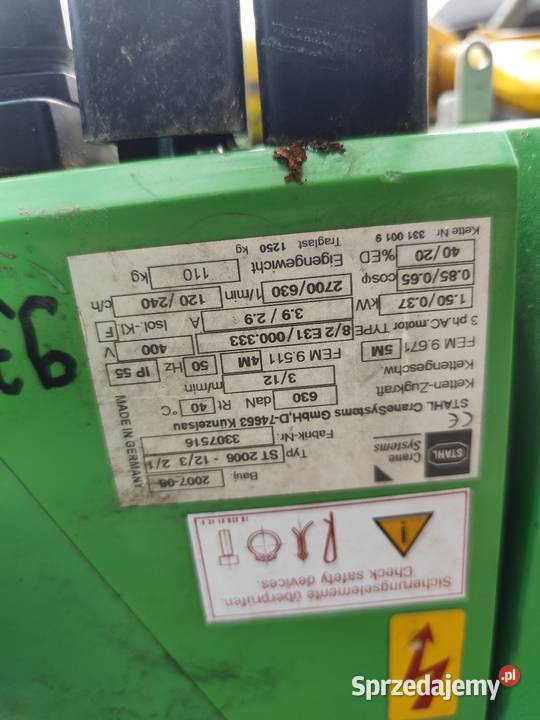 STAHL
Crane
Systems
Bauj. 2007-08
Typ ST 2006 - 12/3 2/1
Fabrik-Nr. 3307516
CE
STAHL CraneSystems GmbH,D-74653 Künzelsau
Ketten-Zugkraft 630 daN Rt 40 °C
Kettengeschw. 3/12 m/min
FEM 9.671 5M FEM 9.511 4M 50 Hz IP 55
3 ph.AC.motor TYPE 8/2 E31/000.333 400 V
1.50/0.37 kW 3.9 / 2.9 A Isol.-Kl. F
0.85/0.65 cosφ 2700/630 1/min 120/240 c/h
40/20 %ED Eigengewicht 110 kg
Kette Nr 331 001 9 Traglast 1250 kg
MADE IN GERMANY
Sicherungselemente überprüfen.
Check safety devices.
Sprzedajemy.pl